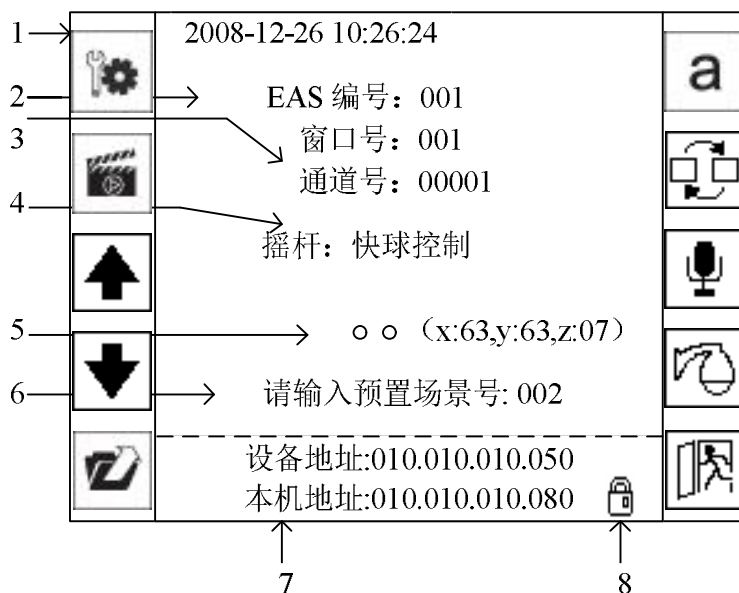 1
2008-12-26 10:26:24
a
2
EAS 编号：001
3
窗口号：001
通道号：00001
4
摇杆：快球控制
5
○ ○ （x:63,y:63,z:07）
6
请输入预置场景号: 002
设备地址:010.010.010.050
本机地址:010.010.010.080
7
8